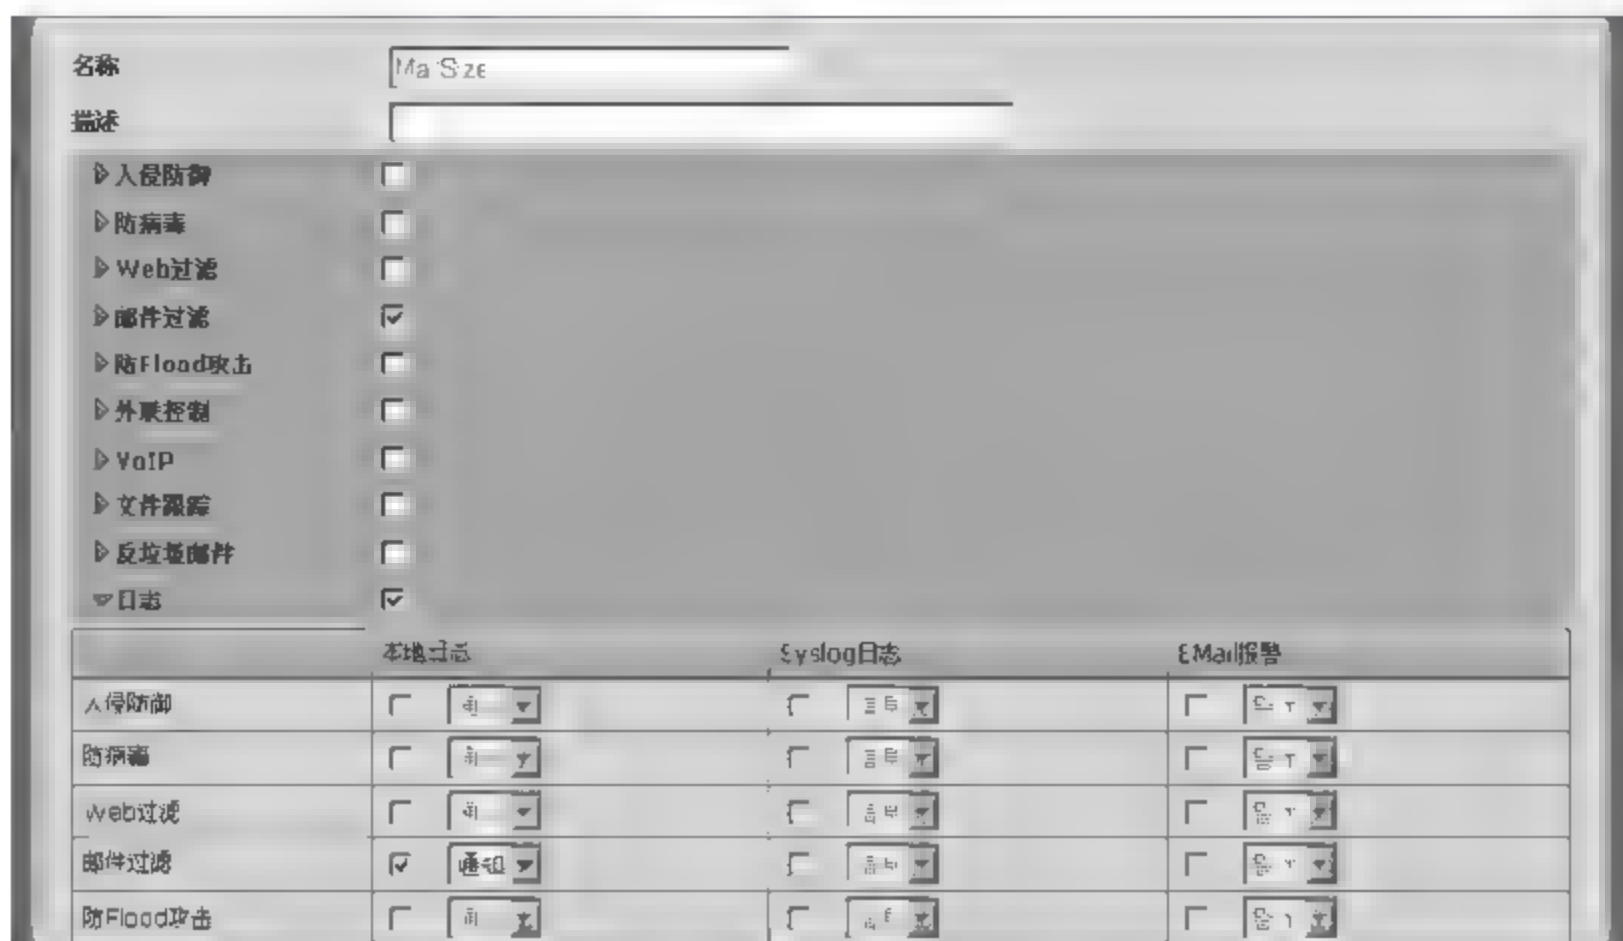 名称 MailSize
描述
入侵防御
防病毒
Web过滤
邮件过滤
防Flood攻击
外联控制
VoIP
文件跟踪
反垃圾邮件
日志
本地日志 Syslog日志 EMail报警
入侵防御
防病毒
Web过滤
邮件过滤 通知
防Flood攻击